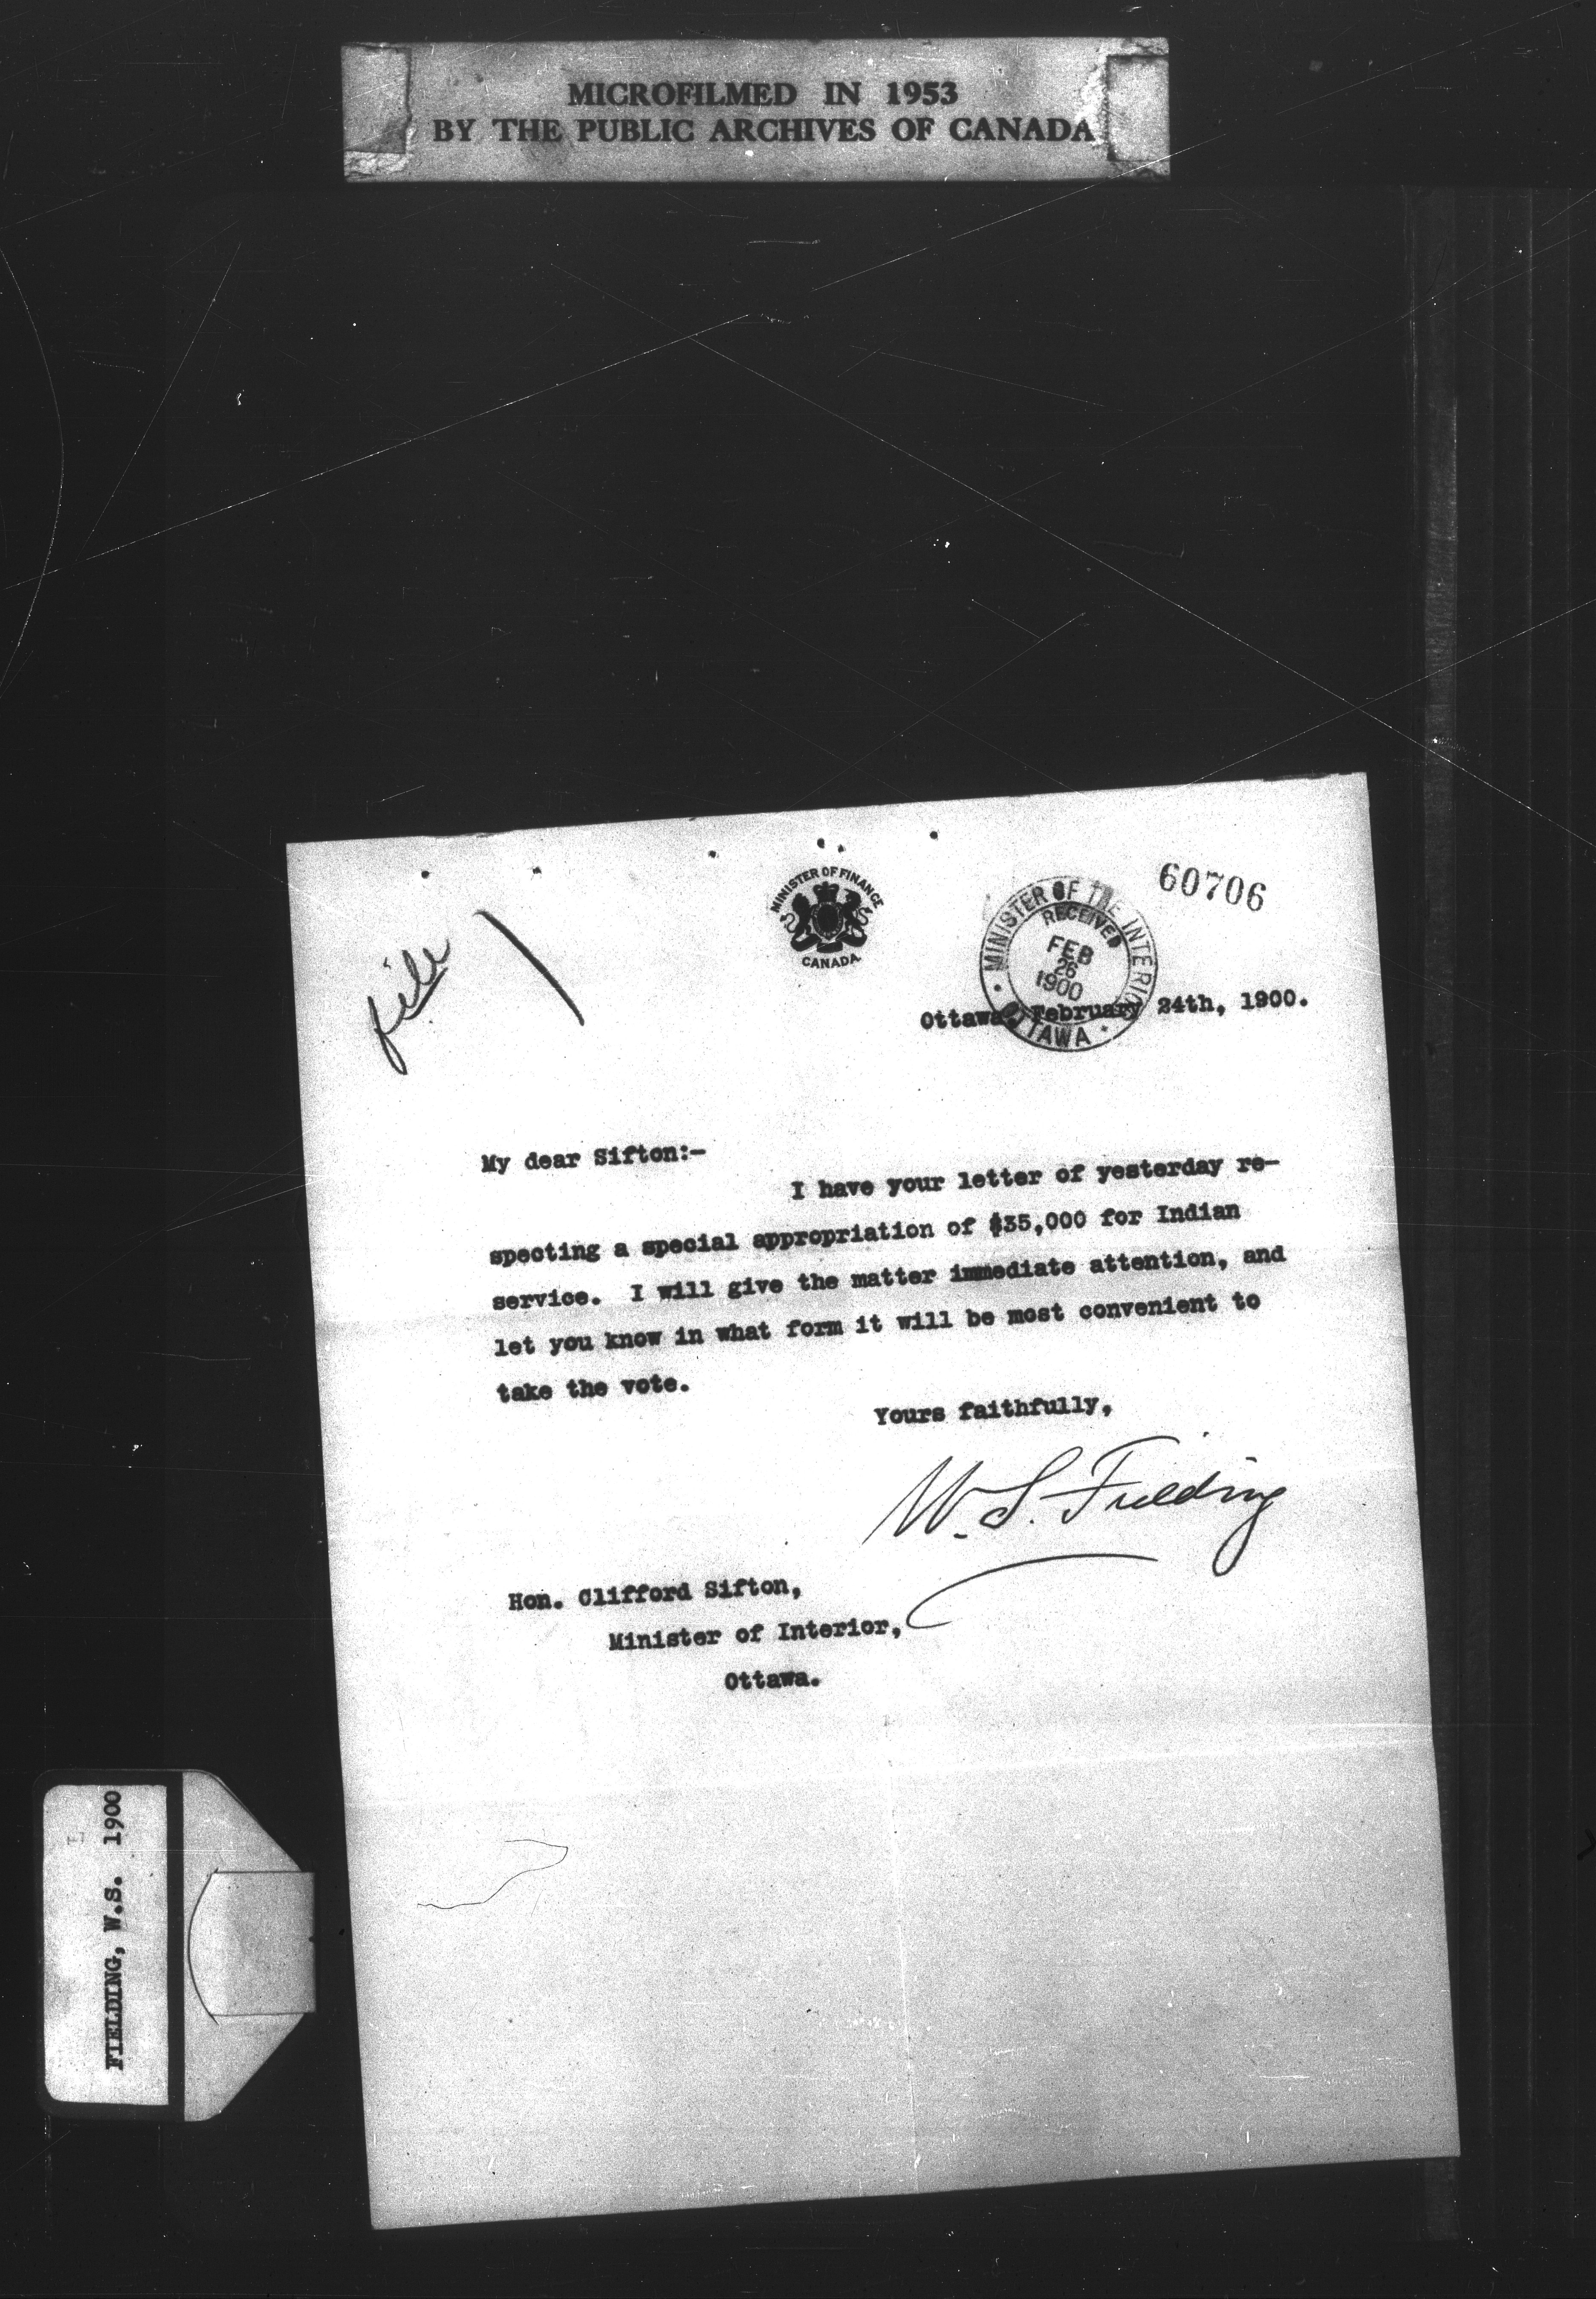 MICROFILMED IN 1953
BY THE PUBLIC ARCHIVES OF CANADA
60706
MINISTER OF FINANCE
CANADA
MINISTER OF THE INTERIOR
RECEIVED
FEB
26
1900
OTTAWA
file
Ottawa, February 24th, 1900.
My dear Sifton:-
I have your letter of yesterday re-
specting a special appropriation of $35,000 for Indian
service. I will give the matter immediate attention, and
let you know in what form it will be most convenient to
take the vote.
Yours faithfully,
W. S. Fielding
Hon. Clifford Sifton,
Minister of Interior,
Ottawa.
FIELDING, W.S. 1900